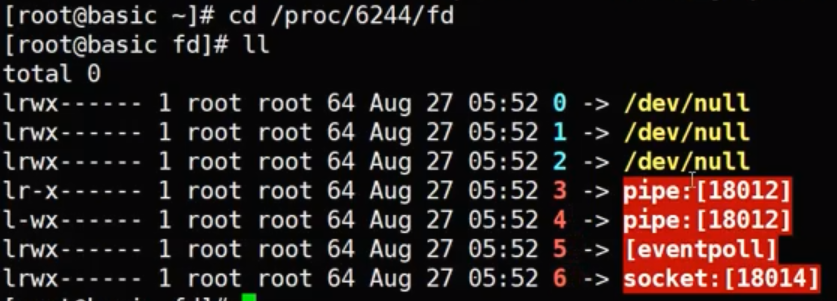 [root@basic ~]# cd /proc/6244/fd
[root@basic fd]# ll
total 0
lrwx------ 1 root root 64 Aug 27 05:52 0 -> /dev/null
lrwx------ 1 root root 64 Aug 27 05:52 1 -> /dev/null
lrwx------ 1 root root 64 Aug 27 05:52 2 -> /dev/null
lr-x------ 1 root root 64 Aug 27 05:52 3 -> pipe:[18012]
l-wx------ 1 root root 64 Aug 27 05:52 4 -> pipe:[18012]
lrwx------ 1 root root 64 Aug 27 05:52 5 -> [eventpoll]
lrwx------ 1 root root 64 Aug 27 05:52 6 -> socket:[18014]
[root@basic fd]#